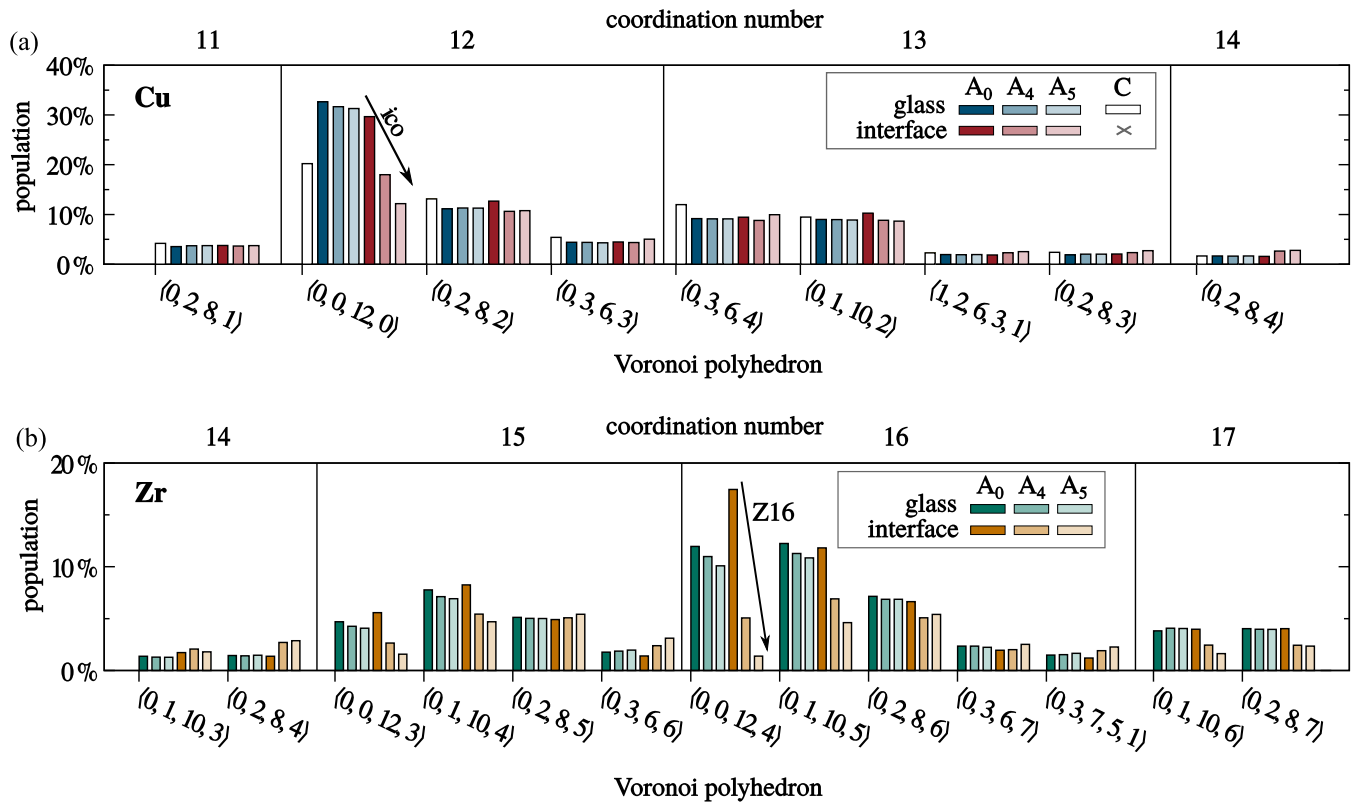 coordination number
(a)
11 12 13 14
40%
30%
20%
10%
0%
population
Cu
ico
A0 A4 A5 C
glass
interface ×
⟨0, 2, 8, 1⟩
⟨0, 0, 12, 0⟩
⟨0, 2, 8, 2⟩
⟨0, 3, 6, 3⟩
⟨0, 3, 6, 4⟩
⟨0, 1, 10, 2⟩
⟨1, 2, 6, 3, 1⟩
⟨0, 2, 8, 3⟩
⟨0, 2, 8, 4⟩
Voronoi polyhedron
coordination number
(b)
14 15 16 17
20%
10%
0%
population
Zr
Z16
A0 A4 A5
glass
interface
⟨0, 1, 10, 3⟩
⟨0, 2, 8, 4⟩
⟨0, 0, 12, 3⟩
⟨0, 1, 10, 4⟩
⟨0, 2, 8, 5⟩
⟨0, 3, 6, 6⟩
⟨0, 0, 12, 4⟩
⟨0, 1, 10, 5⟩
⟨0, 2, 8, 6⟩
⟨0, 3, 6, 7⟩
⟨0, 3, 7, 5, 1⟩
⟨0, 1, 10, 6⟩
⟨0, 2, 8, 7⟩
Voronoi polyhedron